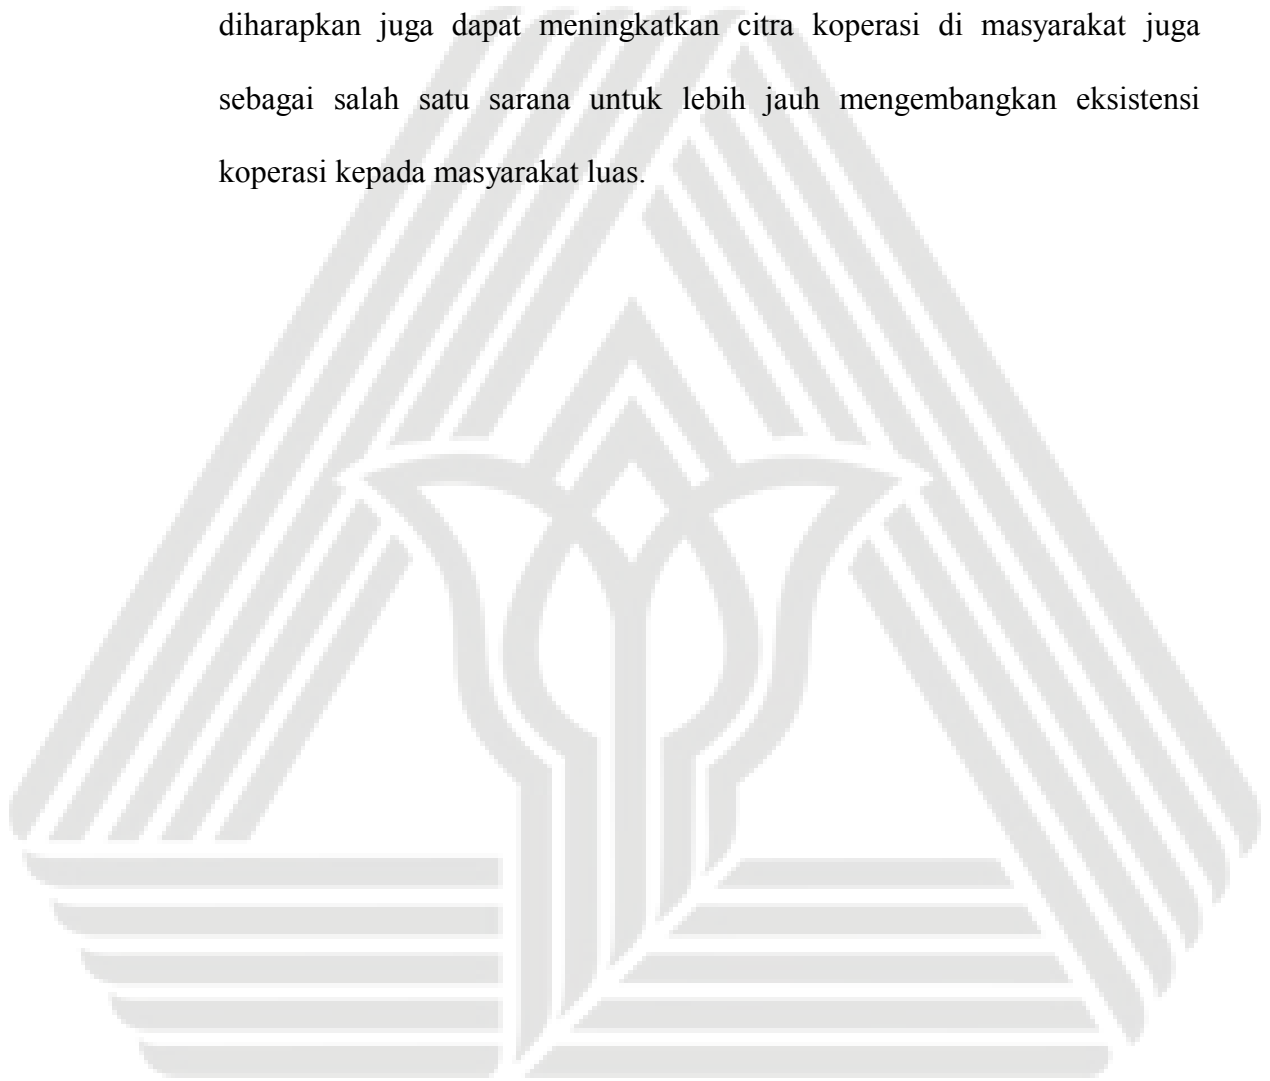 diharapkan juga dapat meningkatkan citra koperasi di masyarakat juga
sebagai salah satu sarana untuk lebih jauh mengembangkan eksistensi
koperasi kepada masyarakat luas.